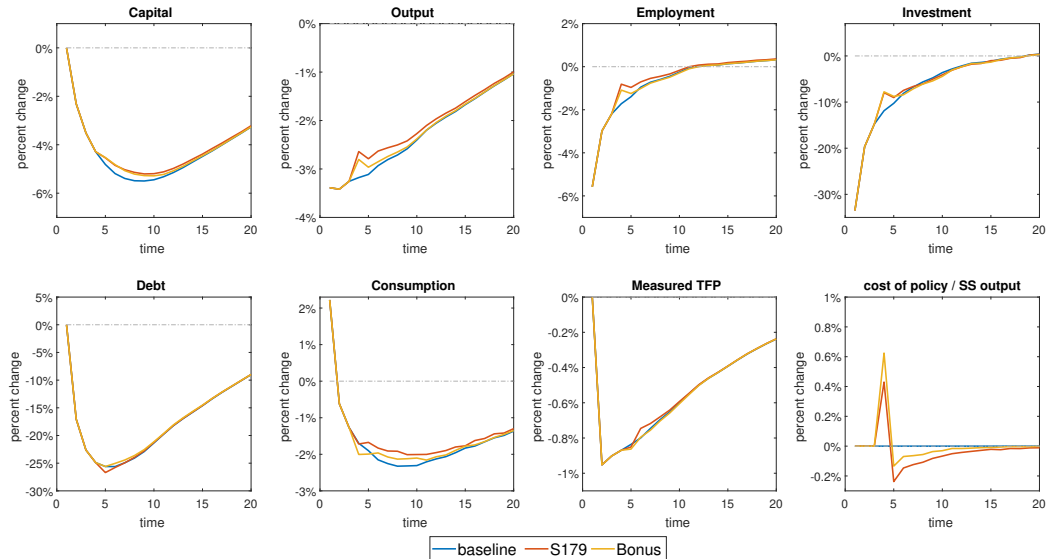 Capital
Output
Employment
Investment
0%
-2%
-4%
-6%
percent change
0 5 10 15 20
time
0%
-1%
-2%
-3%
-4%
percent change
0 5 10 15 20
time
2%
0%
-2%
-4%
-6%
percent change
0 5 10 15 20
time
0%
-10%
-20%
-30%
percent change
0 5 10 15 20
time
Debt
Consumption
Measured TFP
cost of policy / SS output
5%
0%
-5%
-10%
-15%
-20%
-25%
-30%
percent change
0 5 10 15 20
time
2%
1%
0%
-1%
-2%
-3%
percent change
0 5 10 15 20
time
0%
-0.2%
-0.4%
-0.6%
-0.8%
-1%
percent change
0 5 10 15 20
time
1%
0.8%
0.6%
0.4%
0.2%
0%
-0.2%
percent change
0 5 10 15 20
time
baseline S179 Bonus